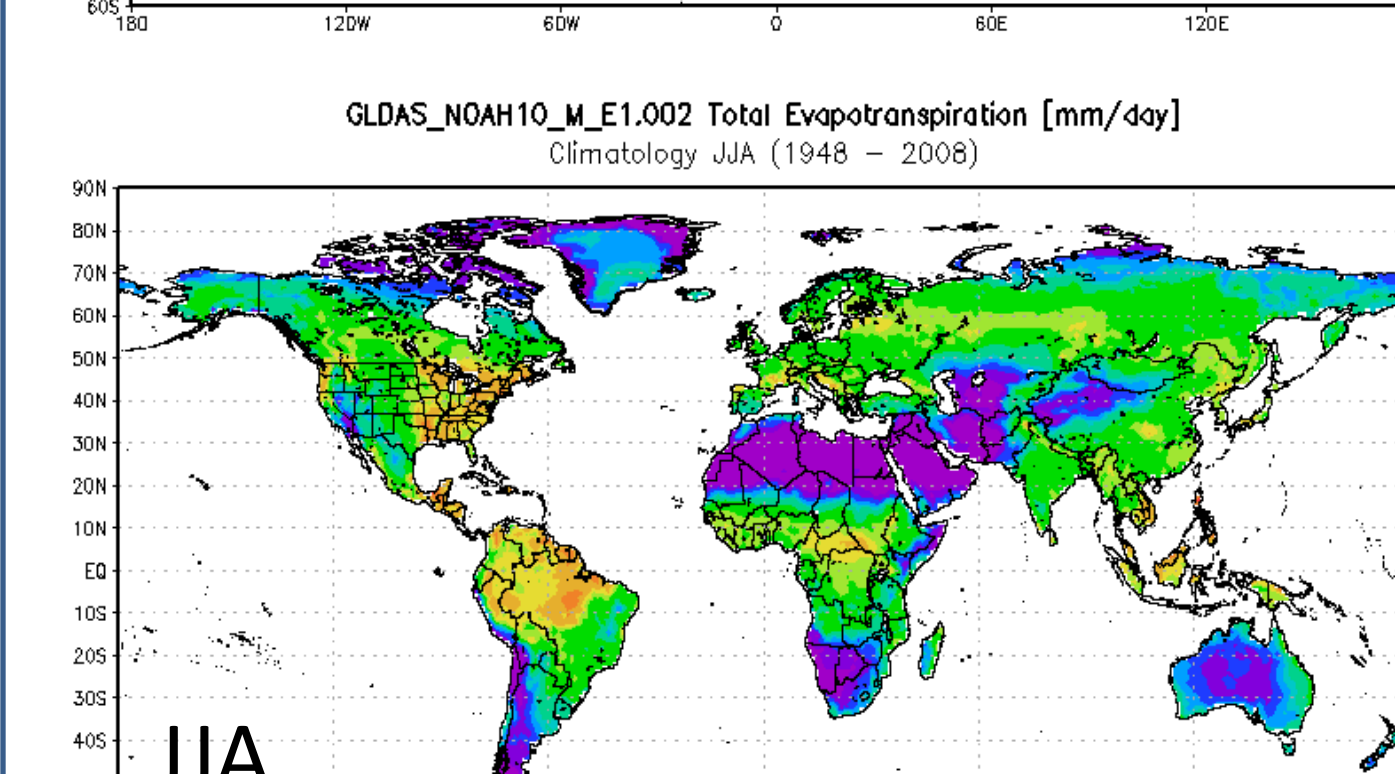 60S
180 120W 60W 0 60E 120E
GLDAS_NOAH10_M_E1.002 Total Evapotranspiration [mm/day]
Climatology JJA (1948 – 2008)
90N
80N
70N
60N
50N
40N
30N
20N
10N
EQ
10S
20S
30S
40S
JJA